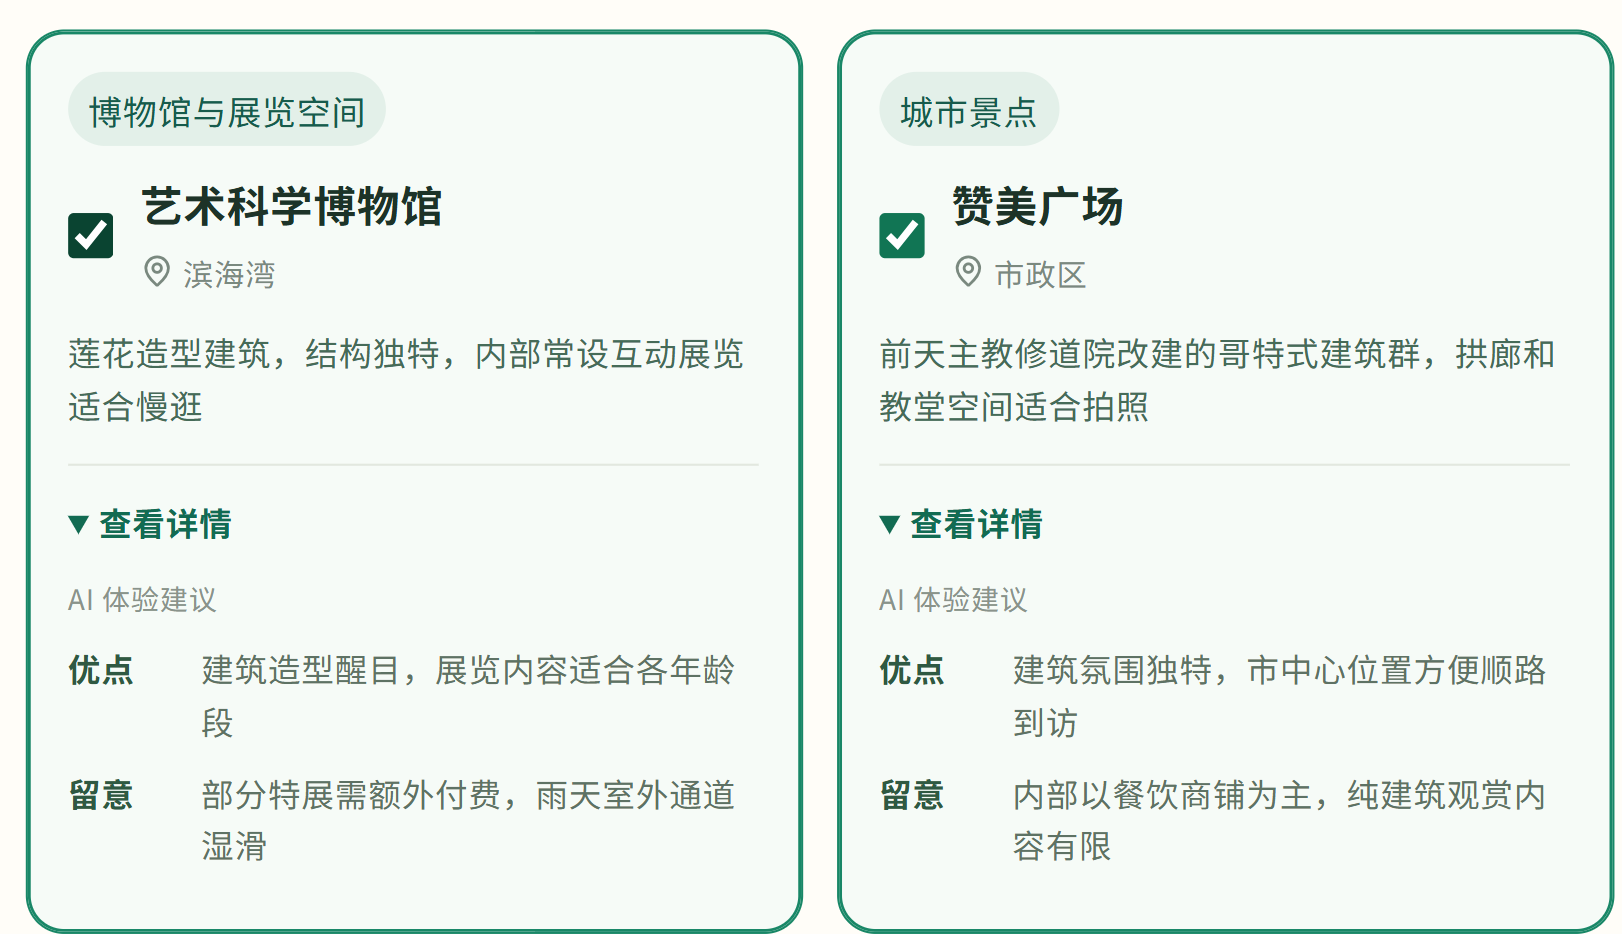 博物馆与展览空间
艺术科学博物馆
滨海湾
莲花造型建筑，结构独特，内部常设互动展览
适合慢逛
查看详情
AI 体验建议
优点 建筑造型醒目，展览内容适合各年龄
段
留意 部分特展需额外付费，雨天室外通道
湿滑
城市景点
赞美广场
市政区
前天主教修道院改建的哥特式建筑群，拱廊和
教堂空间适合拍照
查看详情
AI 体验建议
优点 建筑氛围独特，市中心位置方便顺路
到访
留意 内部以餐饮商铺为主，纯建筑观赏内
容有限